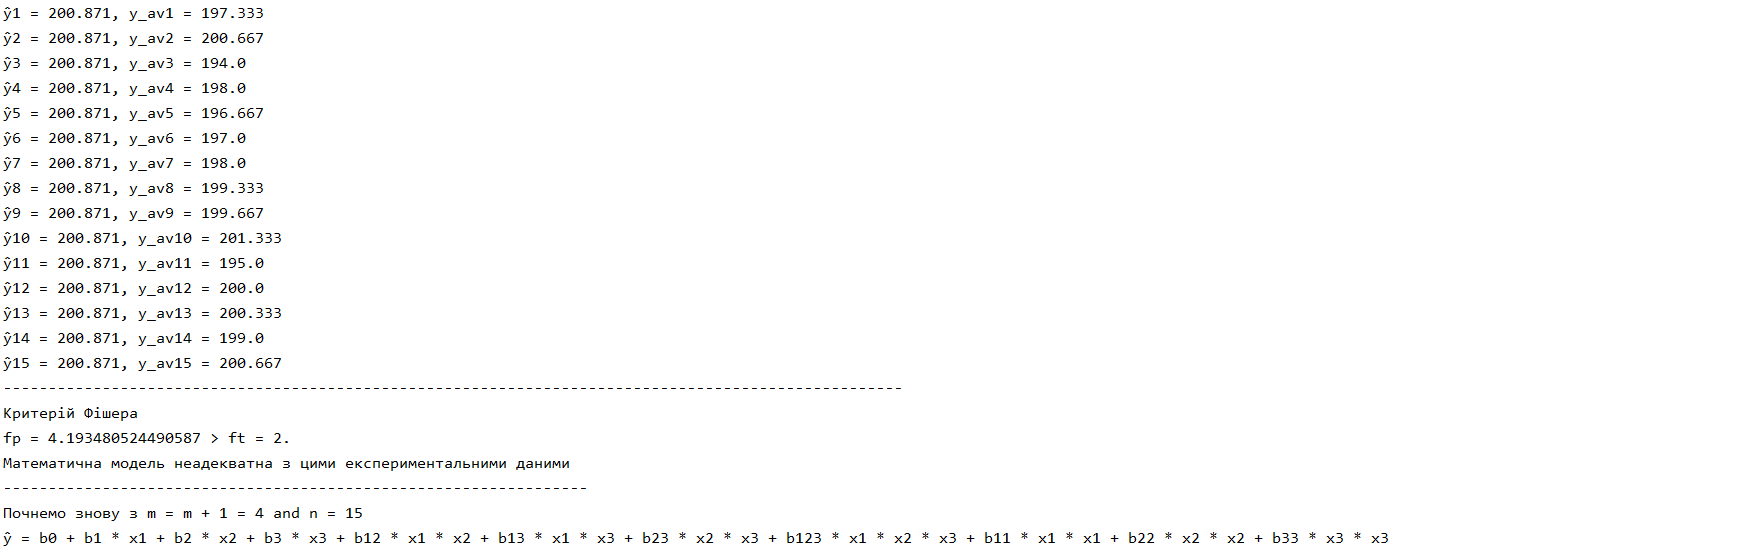 ŷ1 = 200.871, y_av1 = 197.333
ŷ2 = 200.871, y_av2 = 200.667
ŷ3 = 200.871, y_av3 = 194.0
ŷ4 = 200.871, y_av4 = 198.0
ŷ5 = 200.871, y_av5 = 196.667
ŷ6 = 200.871, y_av6 = 197.0
ŷ7 = 200.871, y_av7 = 198.0
ŷ8 = 200.871, y_av8 = 199.333
ŷ9 = 200.871, y_av9 = 199.667
ŷ10 = 200.871, y_av10 = 201.333
ŷ11 = 200.871, y_av11 = 195.0
ŷ12 = 200.871, y_av12 = 200.0
ŷ13 = 200.871, y_av13 = 200.333
ŷ14 = 200.871, y_av14 = 199.0
ŷ15 = 200.871, y_av15 = 200.667
----------------------------------------------------------------------------------------------------
Критерій Фішера
fp = 4.193480524490587 > ft = 2.
Математична модель неадекватна з цими експериментальними даними
-----------------------------------------------------------------
Почнемо знову з m = m + 1 = 4 and n = 15
ŷ = b0 + b1 * x1 + b2 * x2 + b3 * x3 + b12 * x1 * x2 + b13 * x1 * x3 + b23 * x2 * x3 + b123 * x1 * x2 * x3 + b11 * x1 * x1 + b22 * x2 * x2 + b33 * x3 * x3